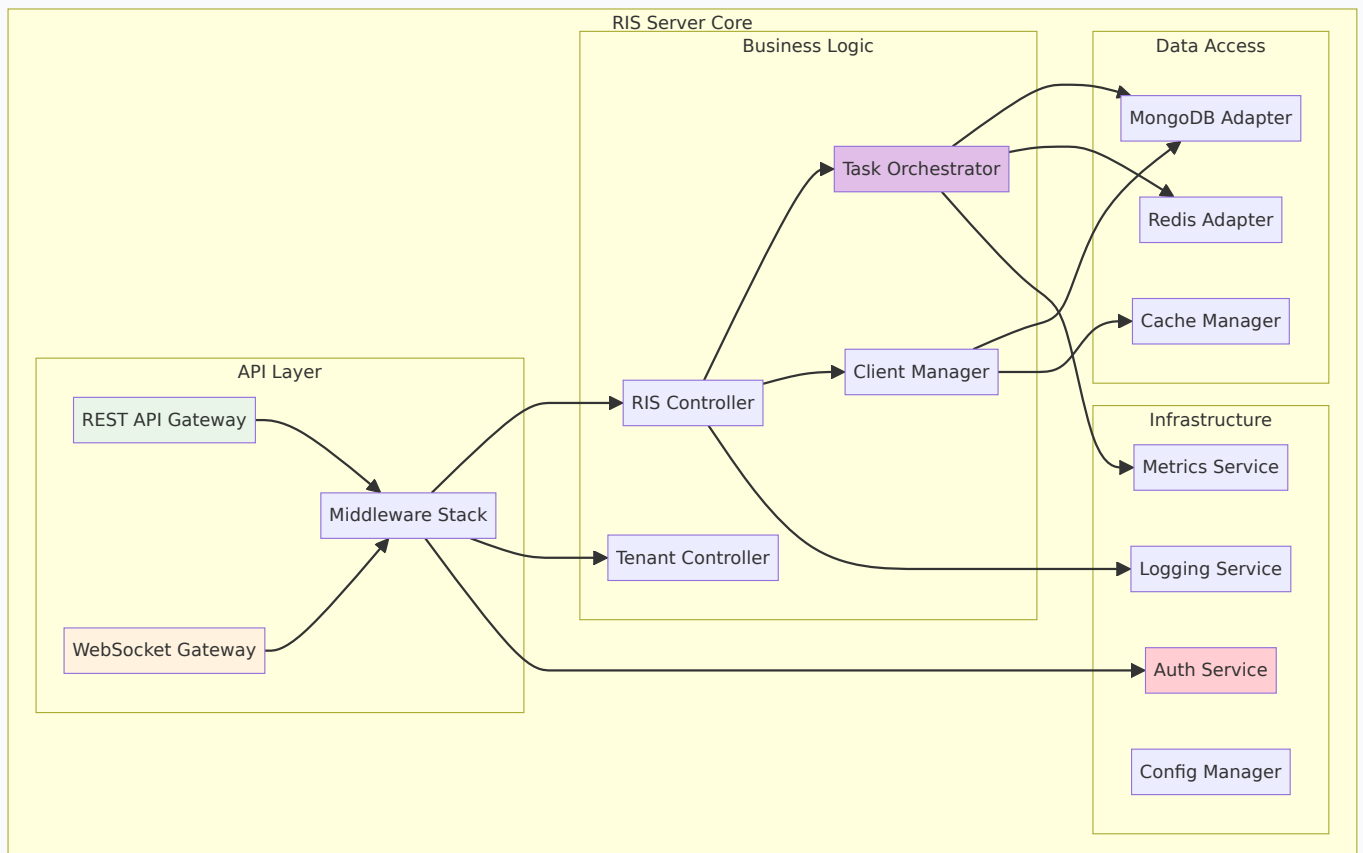 RIS Server Core
Business Logic
Data Access
MongoDB Adapter
Task Orchestrator
Redis Adapter
Cache Manager
API Layer
Client Manager
RIS Controller
REST API Gateway
Infrastructure
Metrics Service
Middleware Stack
Tenant Controller
Logging Service
WebSocket Gateway
Auth Service
Config Manager